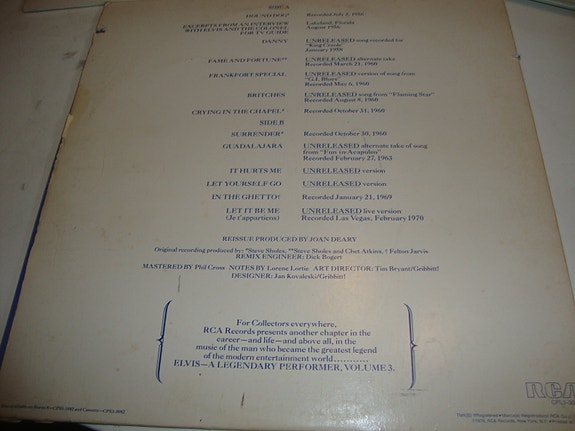 SIDE A
HOUND DOG* Recorded July 2, 1956
EXCERPTS FROM AN INTERVIEW Lakeland, Florida
WITH ELVIS AND THE COLONEL August 1956
FOR TV GUIDE
DANNY UNRELEASED song recorded for
"King Creole"
January 1958
FAME AND FORTUNE** UNRELEASED alternate take
Recorded March 21, 1960
FRANKFORT SPECIAL UNRELEASED version of song from
"G.I. Blues"
Recorded May 6, 1960
BRITCHES UNRELEASED song from "Flaming Star"
Recorded August 8, 1960
CRYING IN THE CHAPEL* Recorded October 31, 1960
SIDE B
SURRENDER* Recorded October 30, 1960
GUADALAJARA UNRELEASED alternate take of song
from "Fun in Acapulco"
Recorded February 27, 1963
IT HURTS ME UNRELEASED version
LET YOURSELF GO UNRELEASED version
IN THE GHETTO† Recorded January 21, 1969
LET IT BE ME UNRELEASED live version
(Je t'appartiens) Recorded Las Vegas, February 1970
REISSUE PRODUCED BY JOAN DEARY
Original recording produced by: *Steve Sholes, **Steve Sholes and Chet Atkins, † Felton Jarvis
REMIX ENGINEER: Dick Bogert
MASTERED BY Phil Cross NOTES BY Lorene Lortie ART DIRECTOR: Tim Bryant/Gribbitt!
DESIGNER: Jan Kovaleski/Gribbitt!
For Collectors everywhere,
RCA Records presents another chapter in the
career—and life—and above all, in the
music of the man who became the greatest legend
of the modern entertainment world...........
ELVIS—A LEGENDARY PERFORMER, VOLUME 3.
RCA